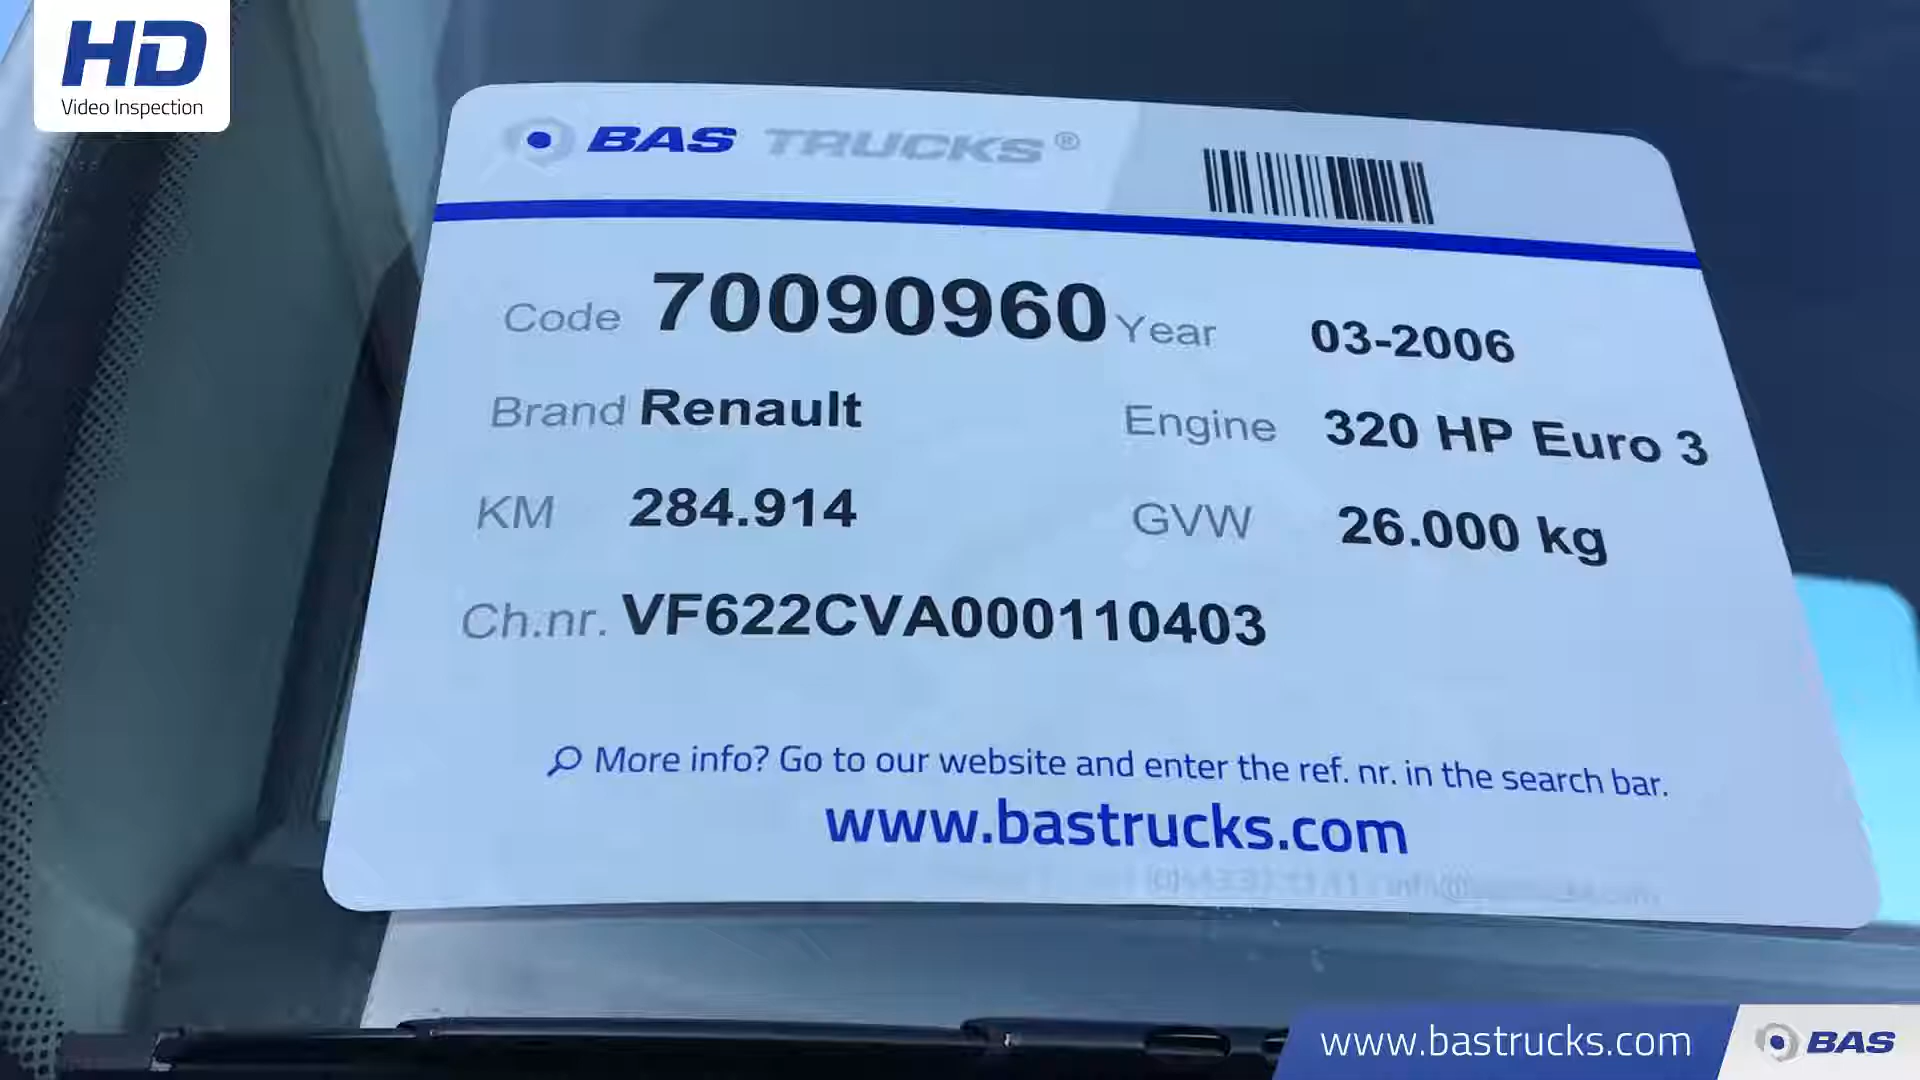 HD
Video Inspection
BAS TRUCKS®
Code 70090960 Year 03-2006
Brand Renault Engine 320 HP Euro 3
KM 284.914 GVW 26.000 kg
Ch.nr. VF622CVA000110403
More info? Go to our website and enter the ref. nr. in the search bar.
www.bastrucks.com
www.bastrucks.com BAS